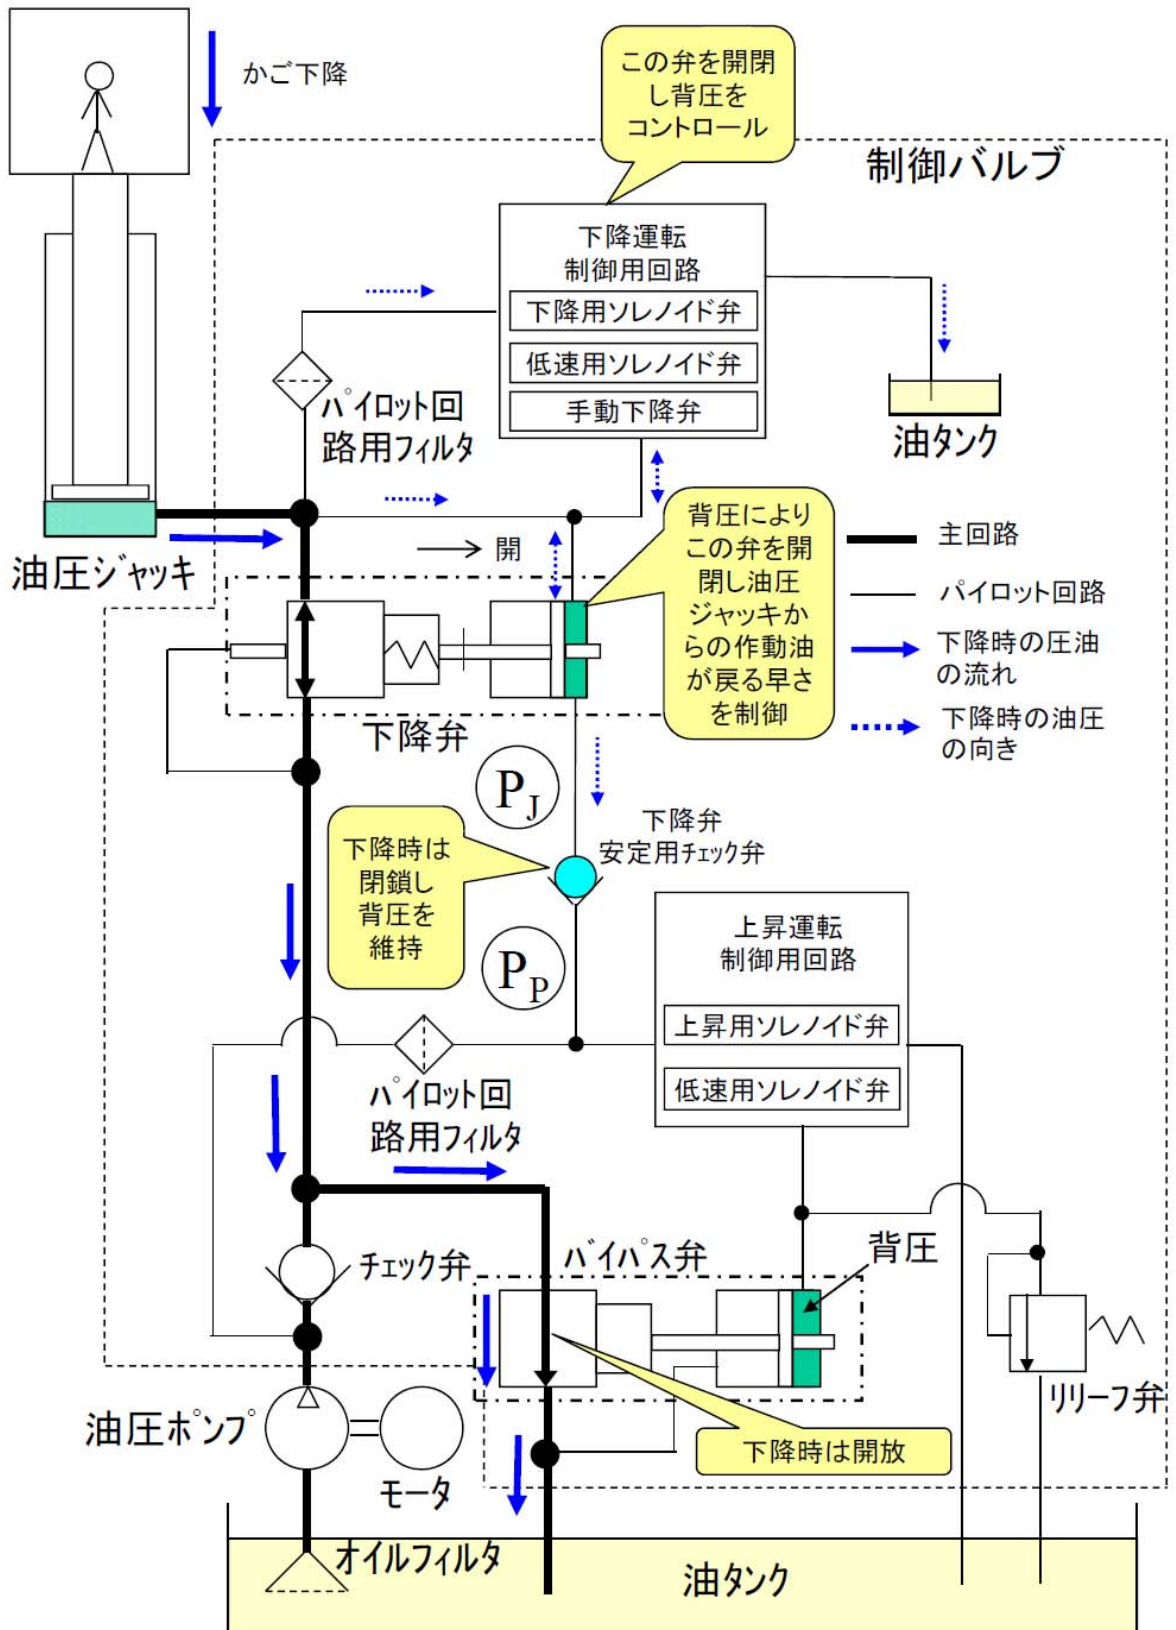 かご下降
この弁を開閉
し背圧を
コントロール
制御バルブ
下降運転
制御用回路
下降用ソレノイド弁
低速用ソレノイド弁
手動下降弁
パイロット回
路用フィルタ
油タンク
油圧ジャッキ
開
背圧により
この弁を開
閉し油圧
ジャッキか
らの作動油
が戻る早さ
を制御
主回路
パイロット回路
下降時の圧油
の流れ
下降時の油圧
の向き
下降弁
PJ
下降弁
安定用チェック弁
下降時は
閉鎖し
背圧を
維持
PP
上昇運転
制御用回路
上昇用ソレノイド弁
低速用ソレノイド弁
パイロット回
路用フィルタ
チェック弁
バイパス弁
背圧
リリーフ弁
油圧ポンプ
モータ
下降時は開放
オイルフィルタ
油タンク